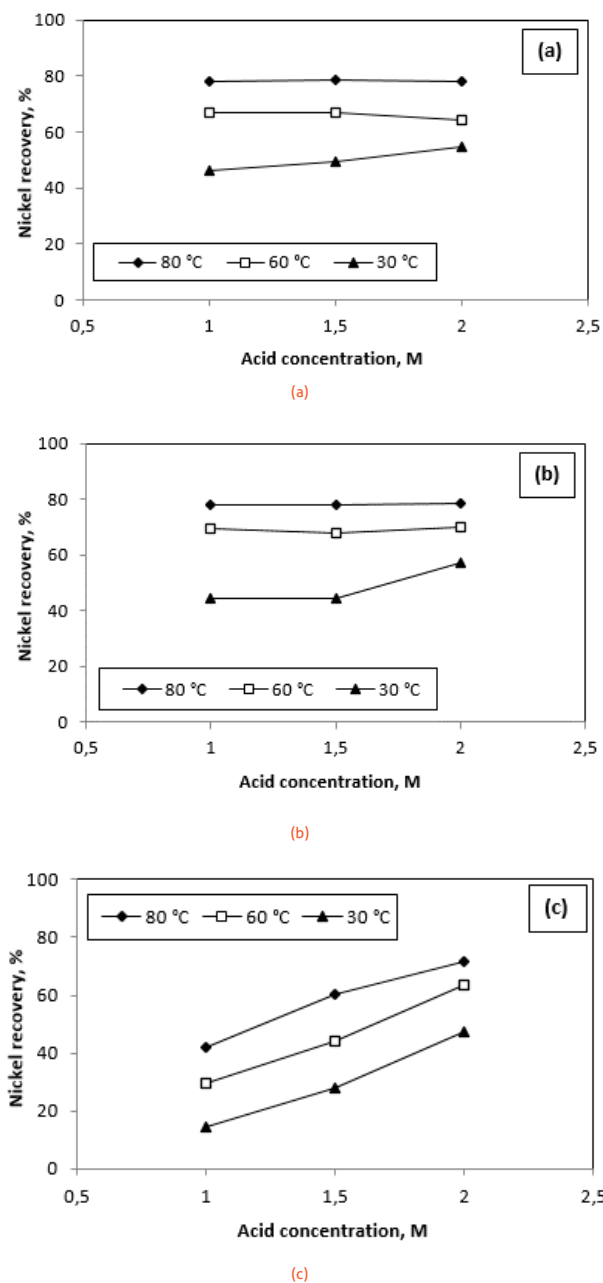 (a)
100
80
60
40
20
0
Nickel recovery, %
80 °C 60 °C 30 °C
0,5 1 1,5 2 2,5
Acid concentration, M
(a)
(b)
100
80
60
40
20
0
Nickel recovery, %
80 °C 60 °C 30 °C
0,5 1 1,5 2 2,5
Acid concentration, M
(b)
(c)
100
80
60
40
20
0
Nickel recovery, %
80 °C 60 °C 30 °C
0,5 1 1,5 2 2,5
Acid concentration, M
(c)